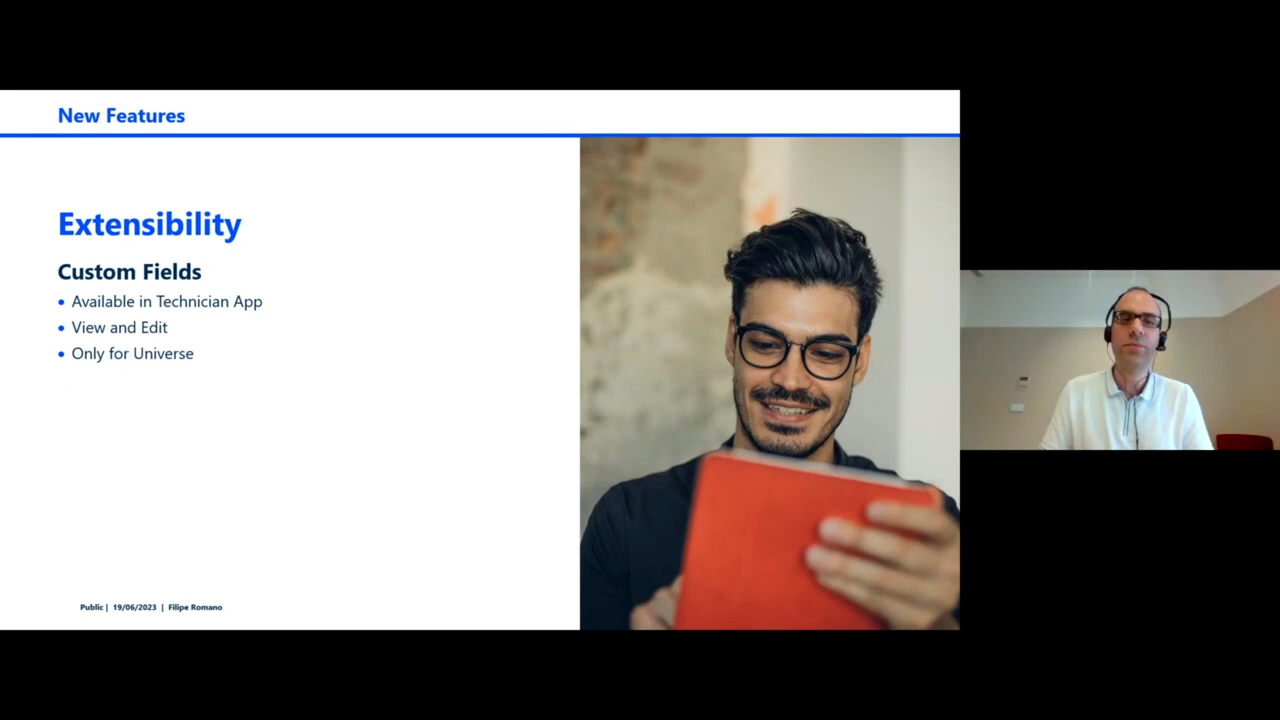 New Features
Extensibility
Custom Fields
• Available in Technician App
• View and Edit
• Only for Universe
Public | 19/06/2023 | Filipe Romano